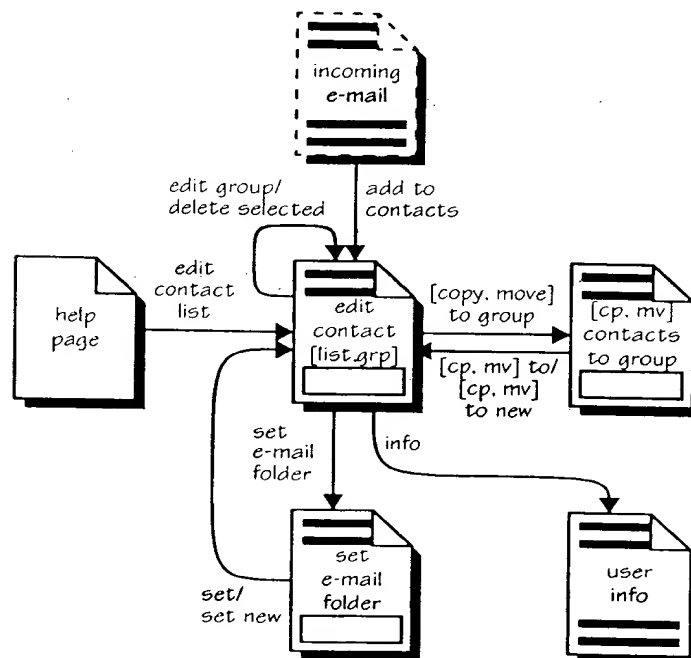 incoming
e-mail
edit group/
delete selected
add to
contacts
help
page
edit
contact
list
edit
contact
[list.grp]
[copy, move]
to group
[cp, mv] to/
[cp, mv]
to new
[cp, mv]
contacts
to group
set
e-mail
folder
info
set/
set new
set
e-mail
folder
user
info